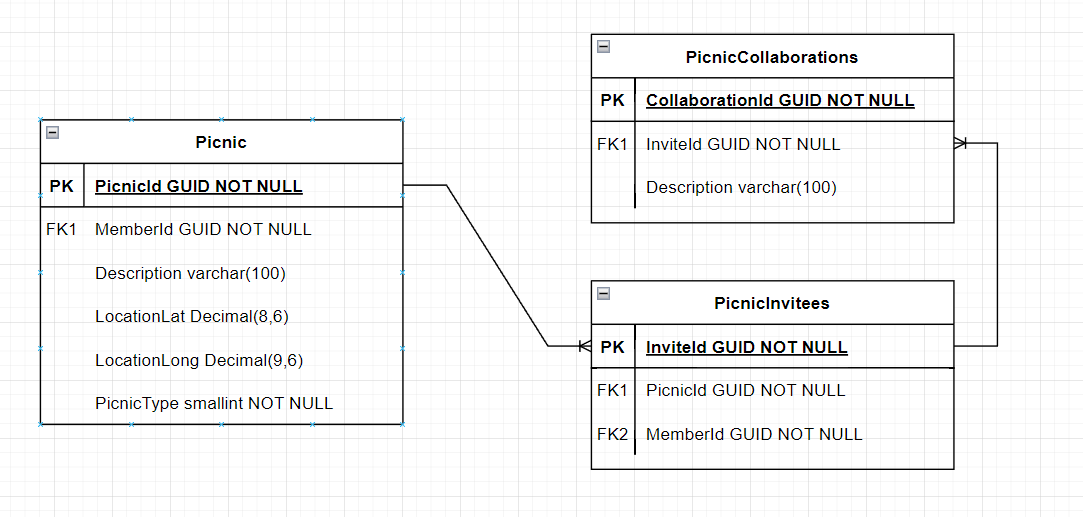 Picnic
PK PicnicId GUID NOT NULL
FK1 MemberId GUID NOT NULL
Description varchar(100)
LocationLat Decimal(8,6)
LocationLong Decimal(9,6)
PicnicType smallint NOT NULL
PicnicCollaborations
PK CollaborationId GUID NOT NULL
FK1 InviteId GUID NOT NULL
Description varchar(100)
PicnicInvitees
PK InviteId GUID NOT NULL
FK1 PicnicId GUID NOT NULL
FK2 MemberId GUID NOT NULL